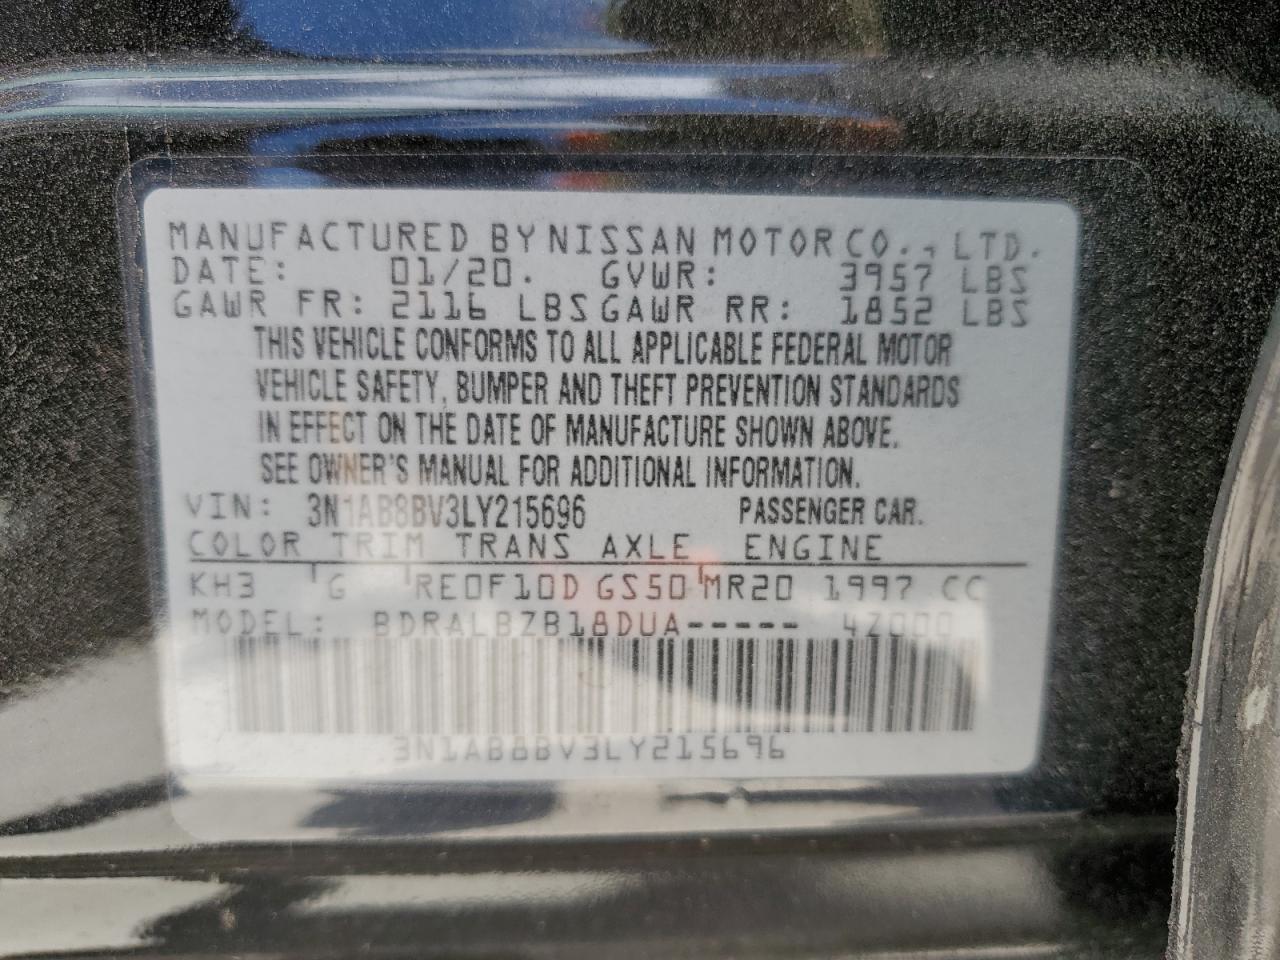 MANUFACTURED BY NISSAN MOTOR CO., LTD.
DATE: 01/20. GVWR: 3957 LBS
GAWR FR: 2116 LBS GAWR RR: 1852 LBS
THIS VEHICLE CONFORMS TO ALL APPLICABLE FEDERAL MOTOR
VEHICLE SAFETY, BUMPER AND THEFT PREVENTION STANDARDS
IN EFFECT ON THE DATE OF MANUFACTURE SHOWN ABOVE.
SEE OWNER'S MANUAL FOR ADDITIONAL INFORMATION.
VIN: 3N1AB8BV3LY215696 PASSENGER CAR.
COLOR TRIM TRANS AXLE ENGINE
KH3 G RE0F10D GS50 MR20 1997 CC
MODEL: BDRALBZB18DUA----- 4Z000
3N1AB8BV3LY215696